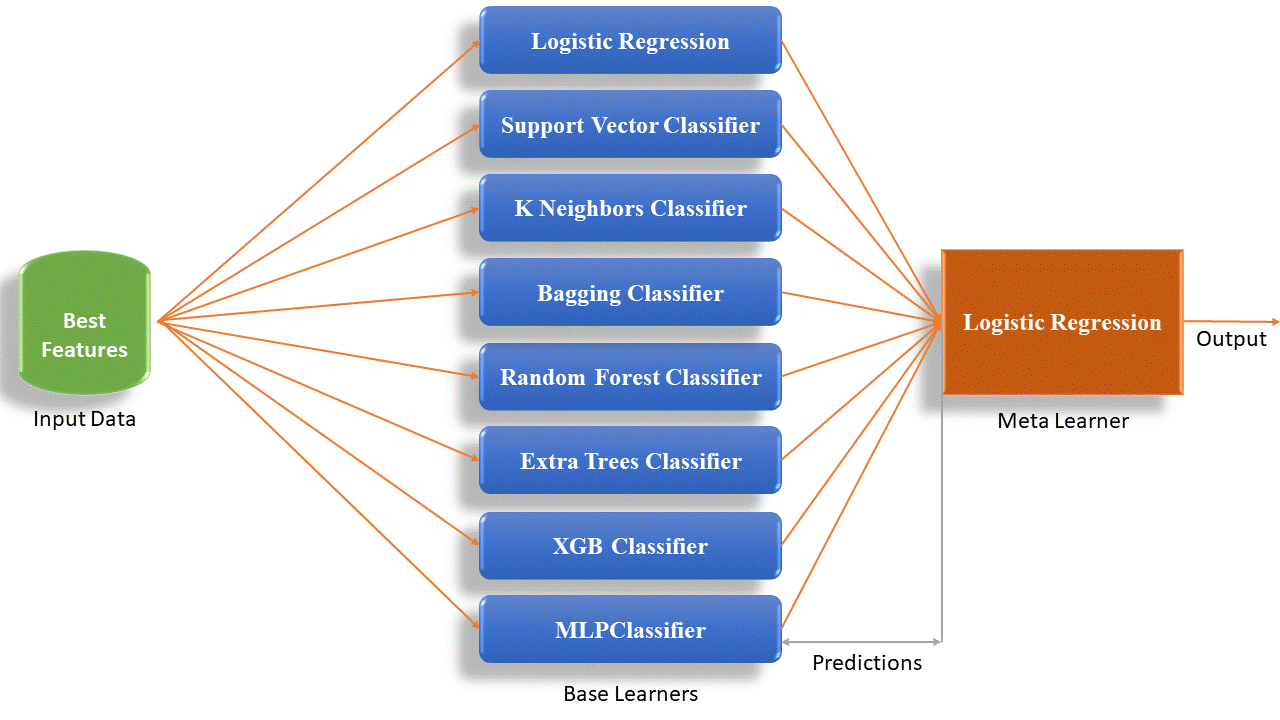 Logistic Regression
Support Vector Classifier
K Neighbors Classifier
Bagging Classifier
Random Forest Classifier
Extra Trees Classifier
XGB Classifier
MLPClassifier
Base Learners
Best
Features
Input Data
Logistic Regression
Meta Learner
Output
Predictions